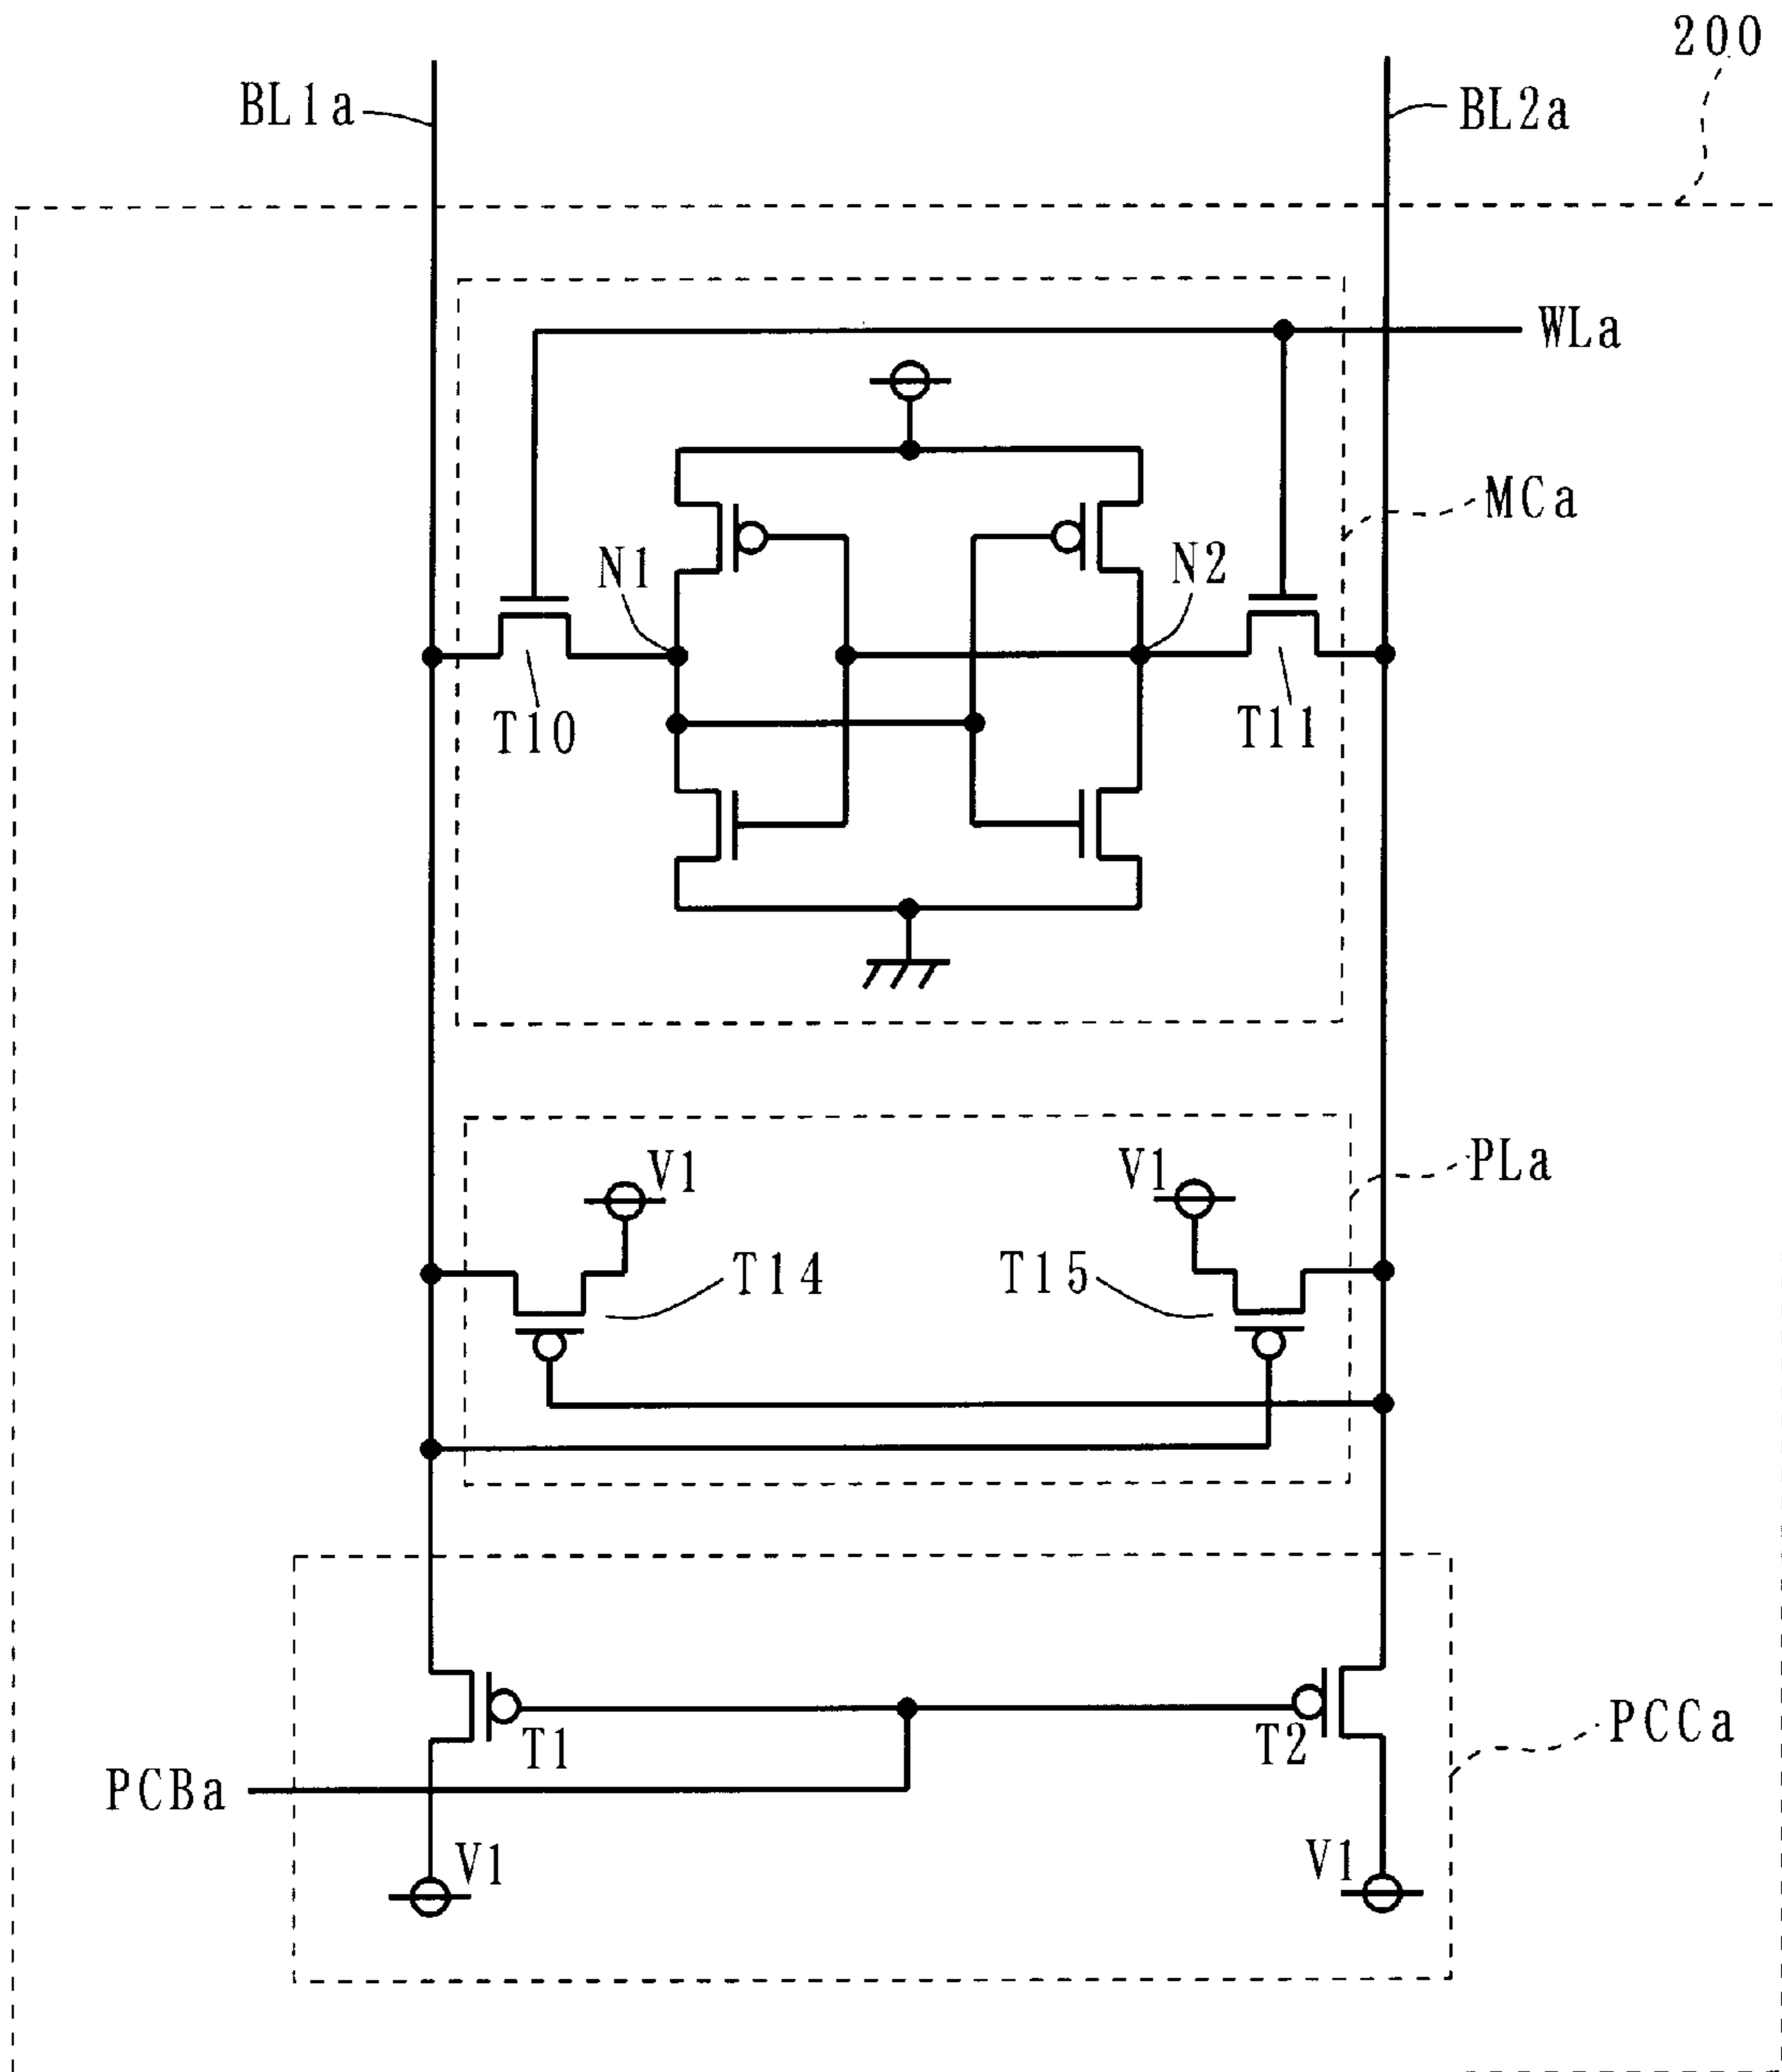 200
BL1a
BL2a
WLa
MCa
N1
N2
T10
T11
V1
V1
PLa
T14
T15
T1
T2
PCCa
PCBa
V1
V1